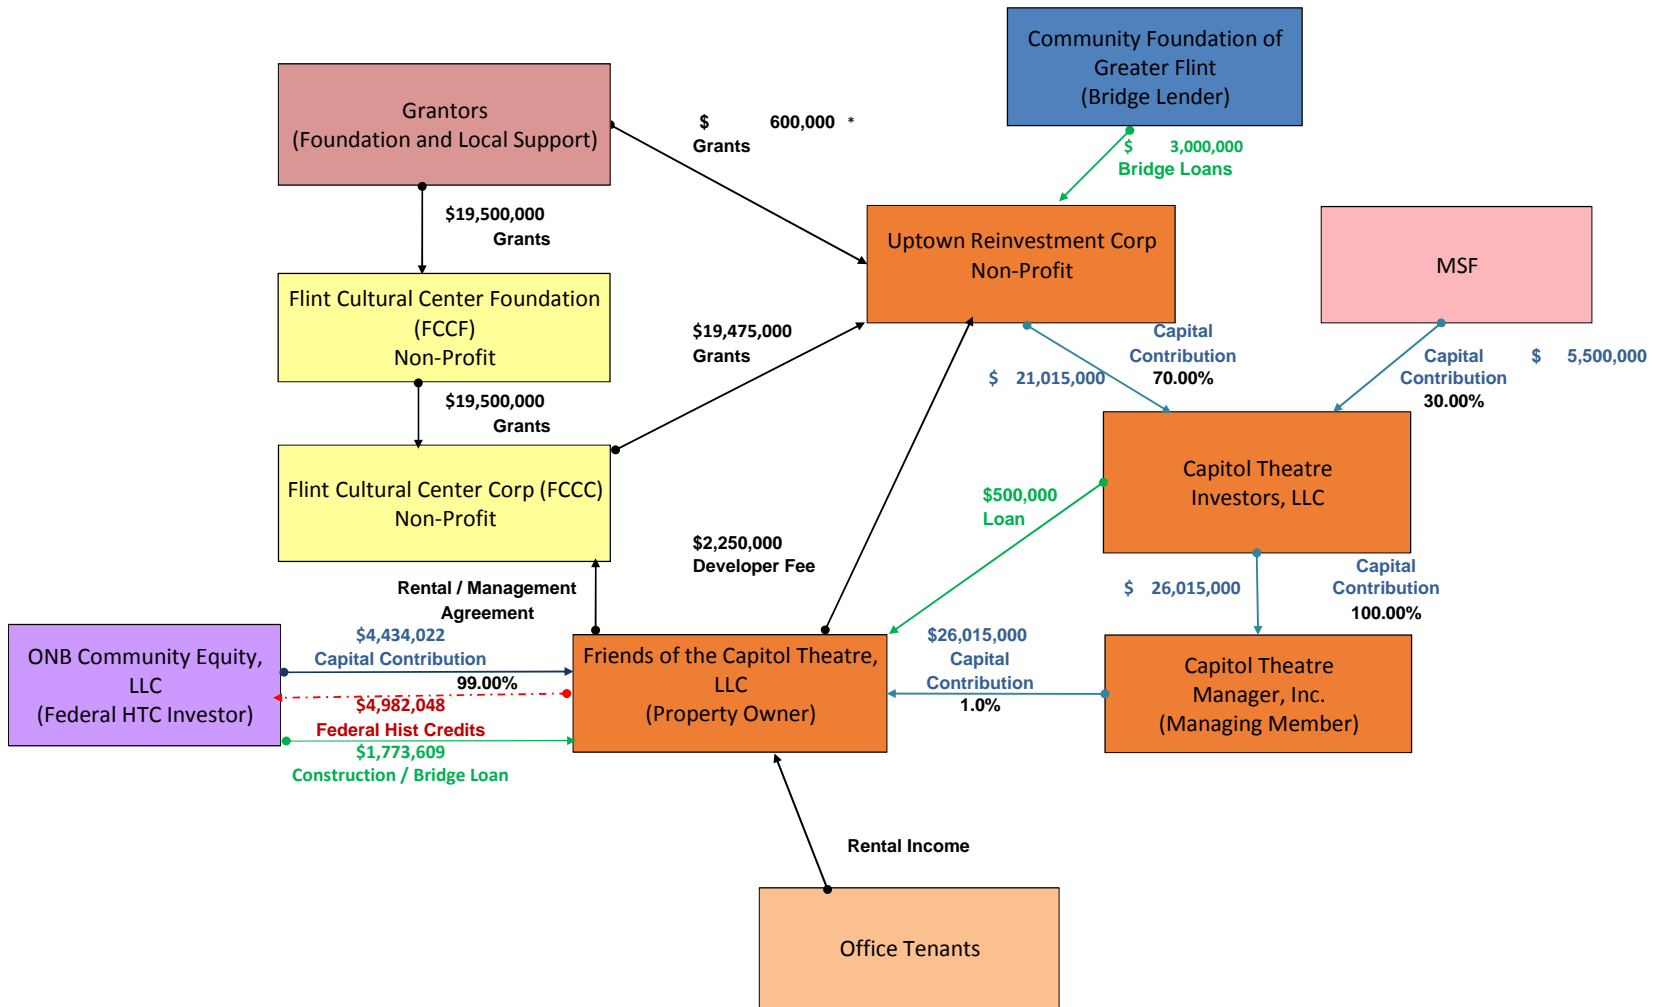 Community Foundation of
Greater Flint
(Bridge Lender)
Grantors
(Foundation and Local Support)
$ 600,000 *
Grants
$ 3,000,000
Bridge Loans
$19,500,000
Grants
Uptown Reinvestment Corp
Non-Profit
MSF
Flint Cultural Center Foundation
(FCCF)
Non-Profit
$19,475,000
Grants
Capital
Contribution
70.00%
$ 21,015,000
Capital
Contribution
30.00%
$ 5,500,000
$19,500,000
Grants
Flint Cultural Center Corp (FCCC)
Non-Profit
Capitol Theatre
Investors, LLC
$500,000
Loan
$2,250,000
Developer Fee
$ 26,015,000
Capital
Contribution
100.00%
Rental / Management
Agreement
ONB Community Equity,
LLC
(Federal HTC Investor)
$4,434,022
Capital Contribution
99.00%
$4,982,048
Federal Hist Credits
$1,773,609
Construction / Bridge Loan
Friends of the Capitol Theatre,
LLC
(Property Owner)
$26,015,000
Capital
Contribution
1.0%
Capitol Theatre
Manager, Inc.
(Managing Member)
Rental Income
Office Tenants